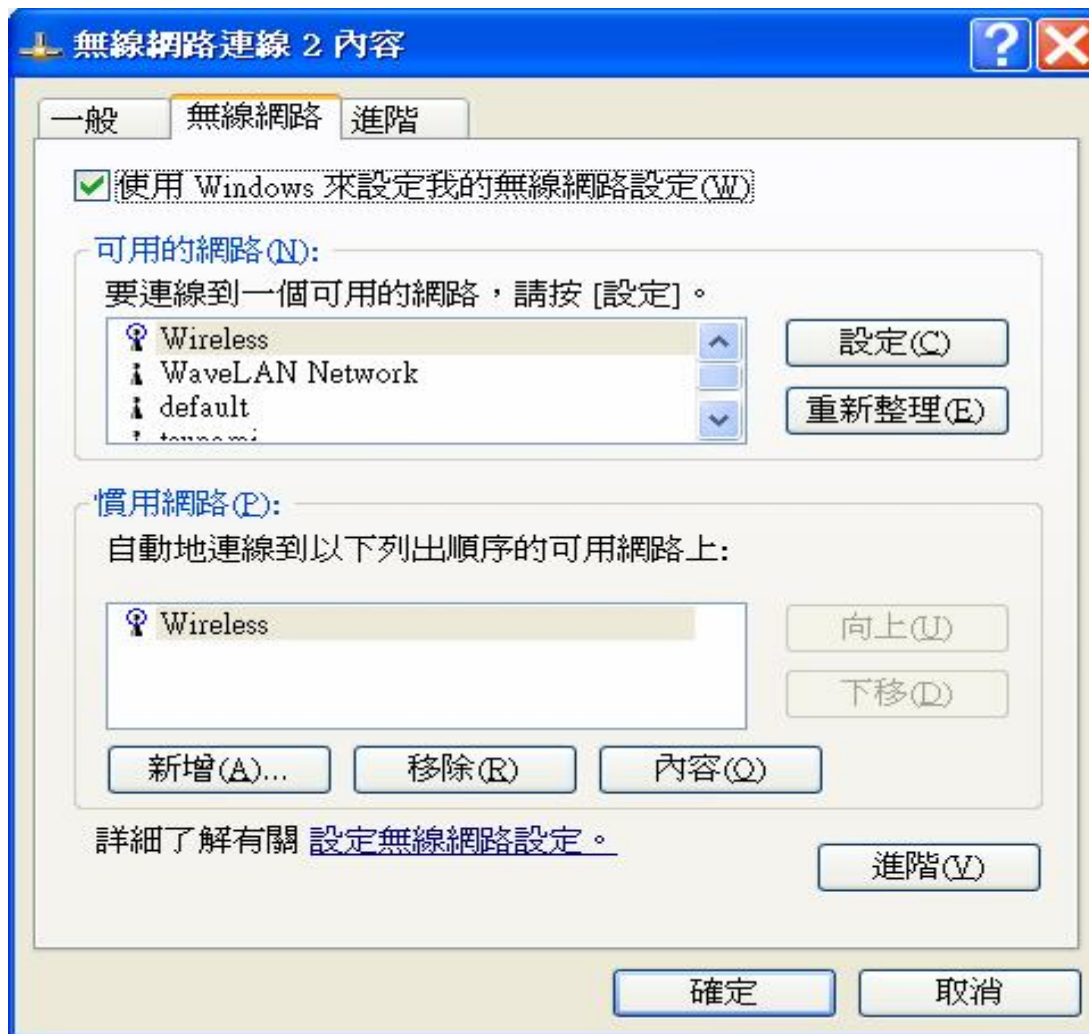 無線網路連線 2 內容
一般 無線網路 進階
使用 Windows 來設定我的無線網路設定(W)
可用的網路(N):
要連線到一個可用的網路，請按 [設定]。
Wireless
WaveLAN Network
default
設定(C)
重新整理(E)
慣用網路(P):
自動地連線到以下列出順序的可用網路上:
Wireless
向上(U)
下移(D)
新增(A)... 移除(R) 內容(O)
詳細了解有關 設定無線網路設定。
進階(V)
確定 取消